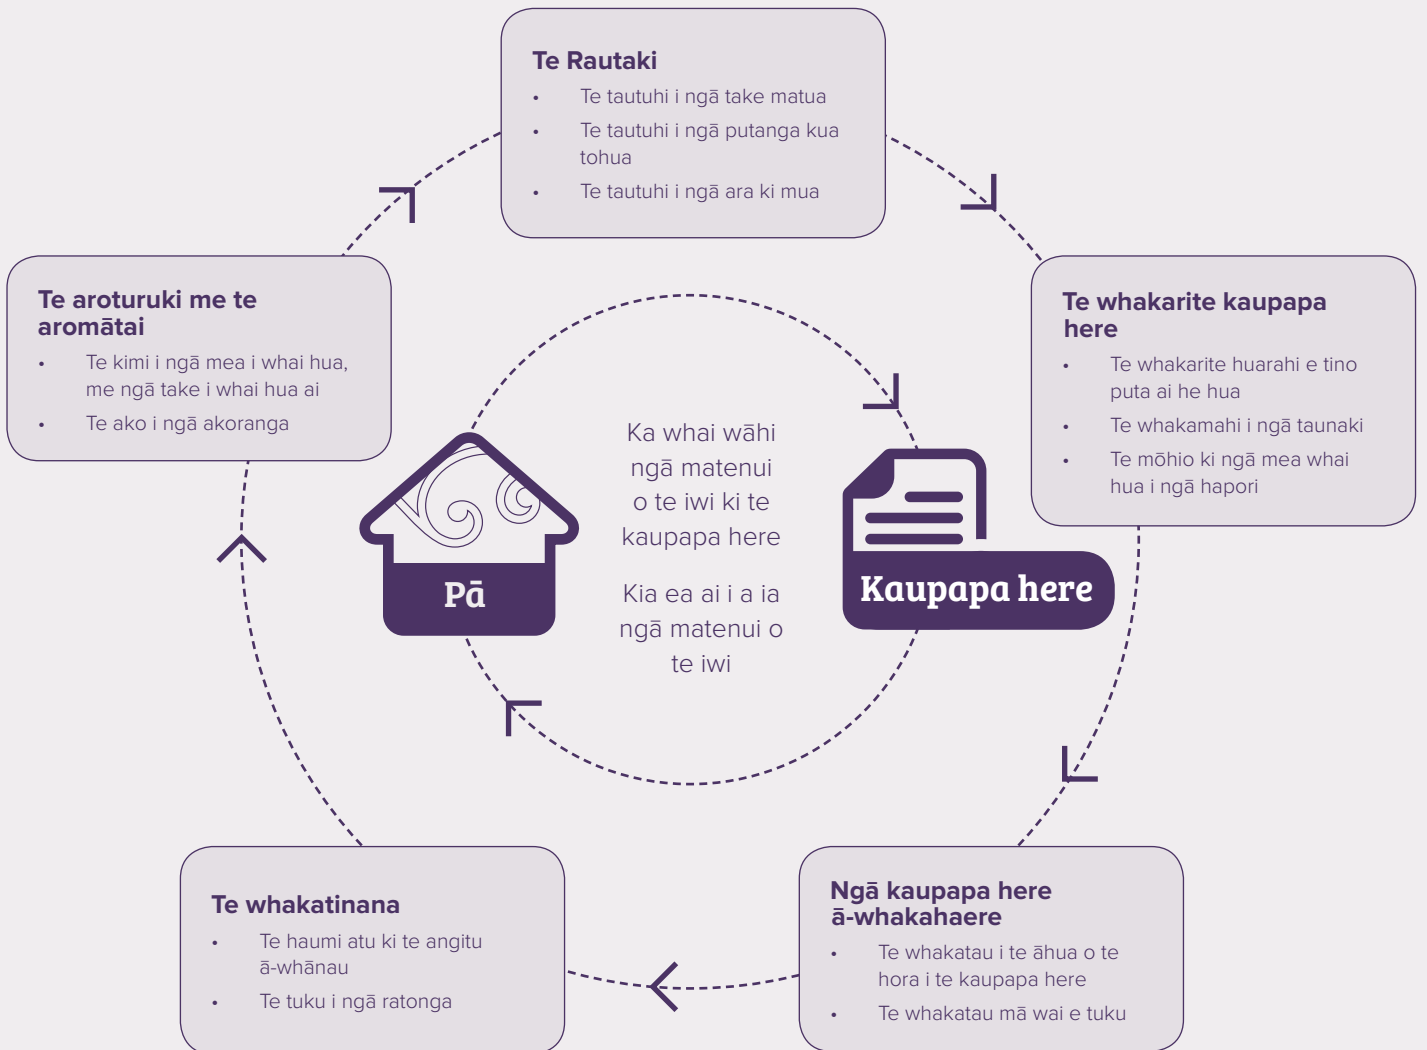 Te Rautaki
• Te tautuhi i ngā take matua
• Te tautuhi i ngā putanga kua
tohua
• Te tautuhi i ngā ara ki mua
Te whakarite kaupapa
here
• Te whakarite huarahi e tino
puta ai he hua
• Te whakamahi i ngā taunaki
• Te mōhio ki ngā mea whai
hua i ngā hapori
Ngā kaupapa here
ā-whakahaere
• Te whakatau i te āhua o te
hora i te kaupapa here
• Te whakatau mā wai e tuku
Te whakatinana
• Te haumi atu ki te angitu
ā-whānau
• Te tuku i ngā ratonga
Te aroturuki me te
aromātai
• Te kimi i ngā mea i whai hua,
me ngā take i whai hua ai
• Te ako i ngā akoranga
Pā
Ka whai wāhi
ngā matenui
o te iwi ki te
kaupapa here
Kia ea ai i a ia
ngā matenui o
te iwi
Kaupapa here